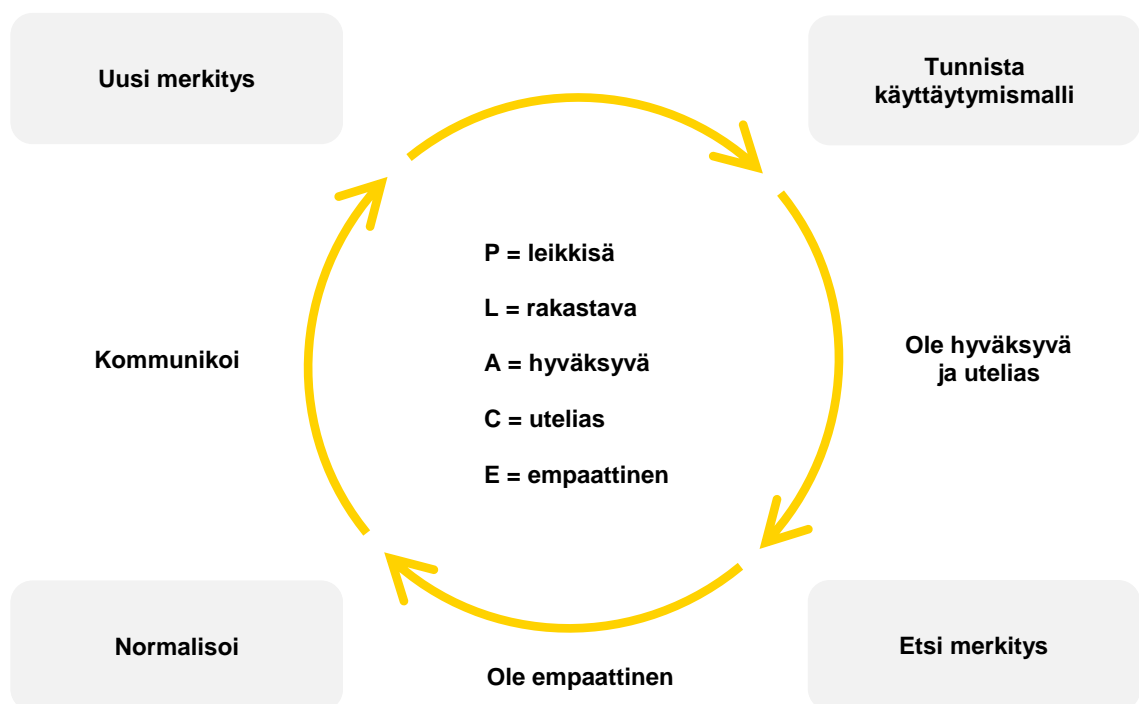 Uusi merkitys
Tunnista
käyttäytymismalli
P = leikkisä
L = rakastava
A = hyväksyvä
C = utelias
E = empaattinen
Kommunikoi
Ole hyväksyvä
ja utelias
Normalisoi
Ole empaattinen
Etsi merkitys